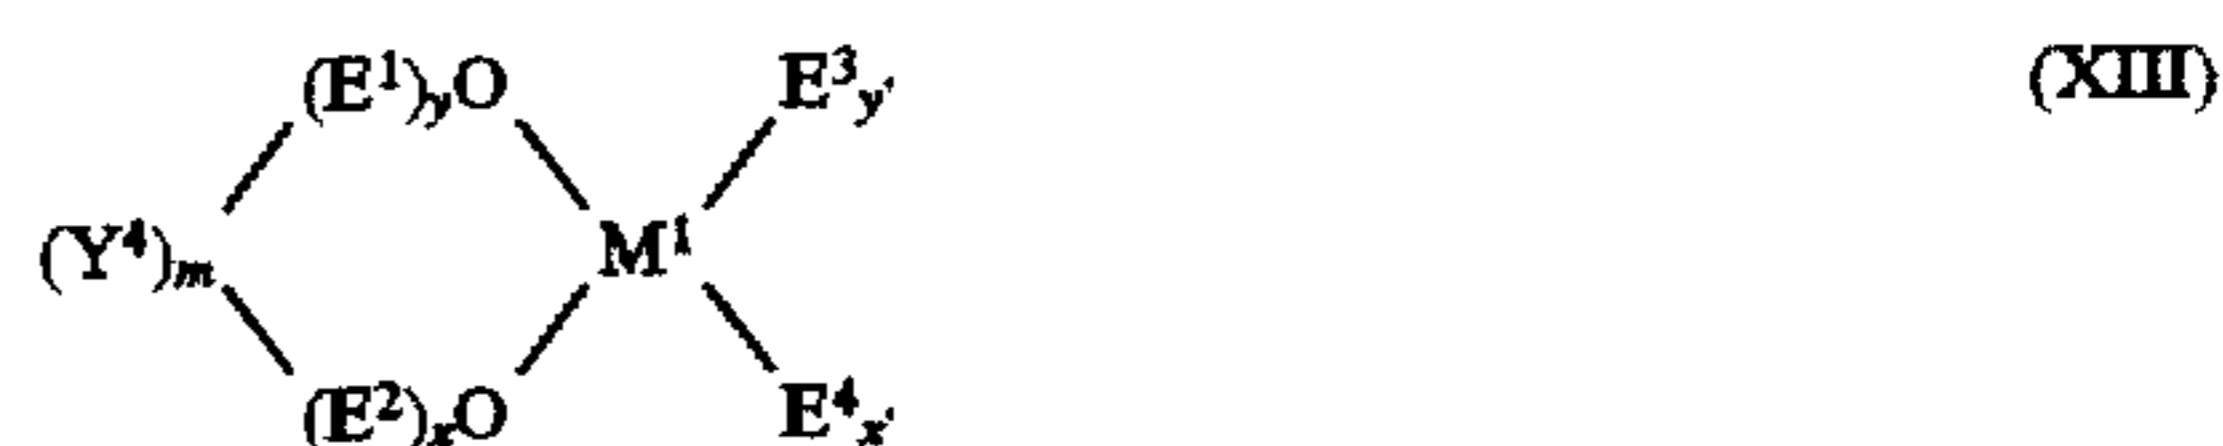 (E¹)yO E³y' (XIII)
(Y⁴)m M¹
(E²)xO E⁴x'